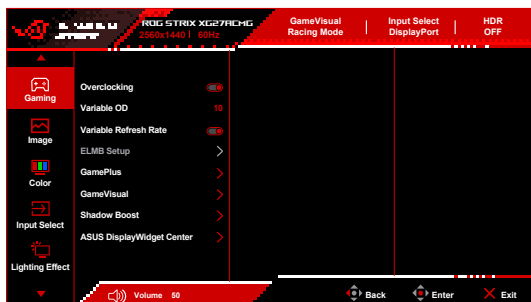 ROG STRIX XG27ACMG
2560x1440 | 60Hz
GameVisual
Racing Mode
Input Select
DisplayPort
HDR
OFF
Gaming
Image
Color
Input Select
Lighting Effect
Overclocking
Variable OD 10
Variable Refresh Rate
ELMB Setup
GamePlus
GameVisual
Shadow Boost
ASUS DisplayWidget Center
Volume 50
Back
Enter
Exit